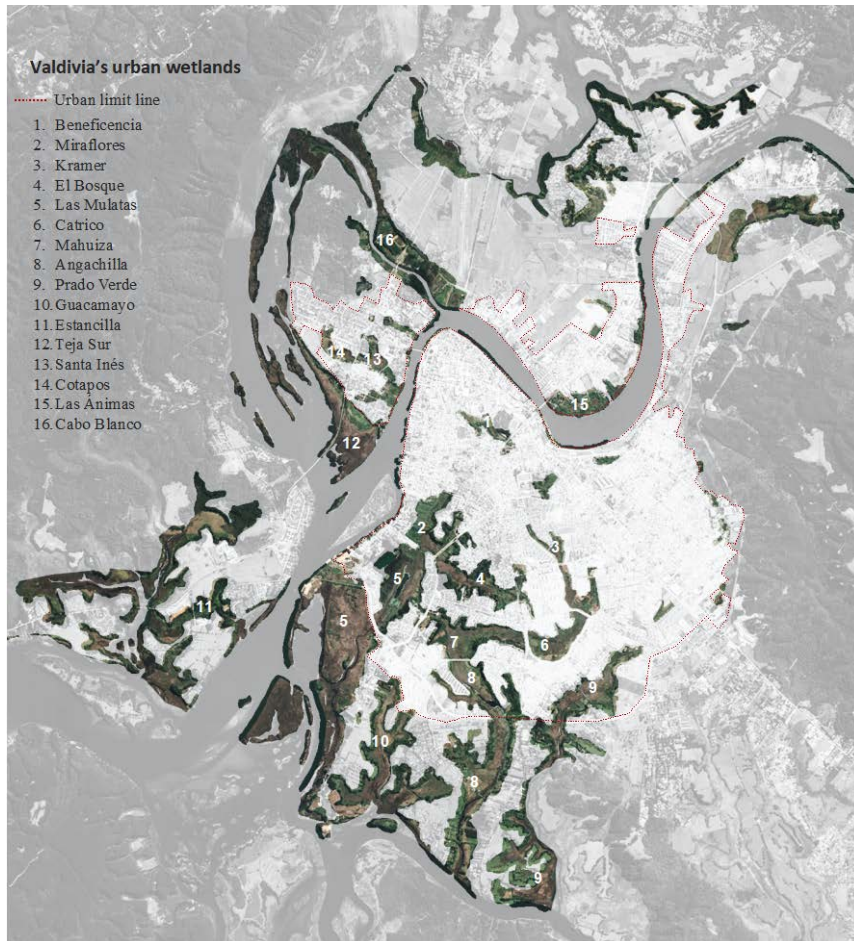 Valdivia's urban wetlands
Urban limit line
1. Beneficencia
2. Miraflores
3. Kramer
4. El Bosque
5. Las Mulatas
6. Catrico
7. Mahuiza
8. Angachilla
9. Prado Verde
10. Guacamayo
11. Estancilla
12. Teja Sur
13. Santa Inés
14. Cotapos
15. Las Ánimas
16. Cabo Blanco
16
14
13
15
12
1
2
3
5
4
11
5
7
6
8
9
10
8
9